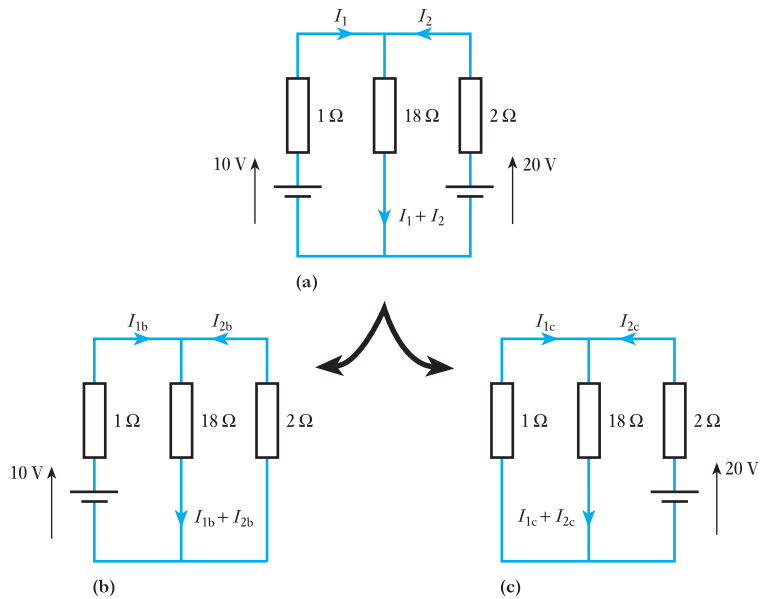 I1 I2
1 Ω 18 Ω 2 Ω
10 V 20 V
I1 + I2
(a)
I1b I2b
1 Ω 18 Ω 2 Ω
10 V
I1b + I2b
(b)
I1c I2c
1 Ω 18 Ω 2 Ω
20 V
I1c + I2c
(c)